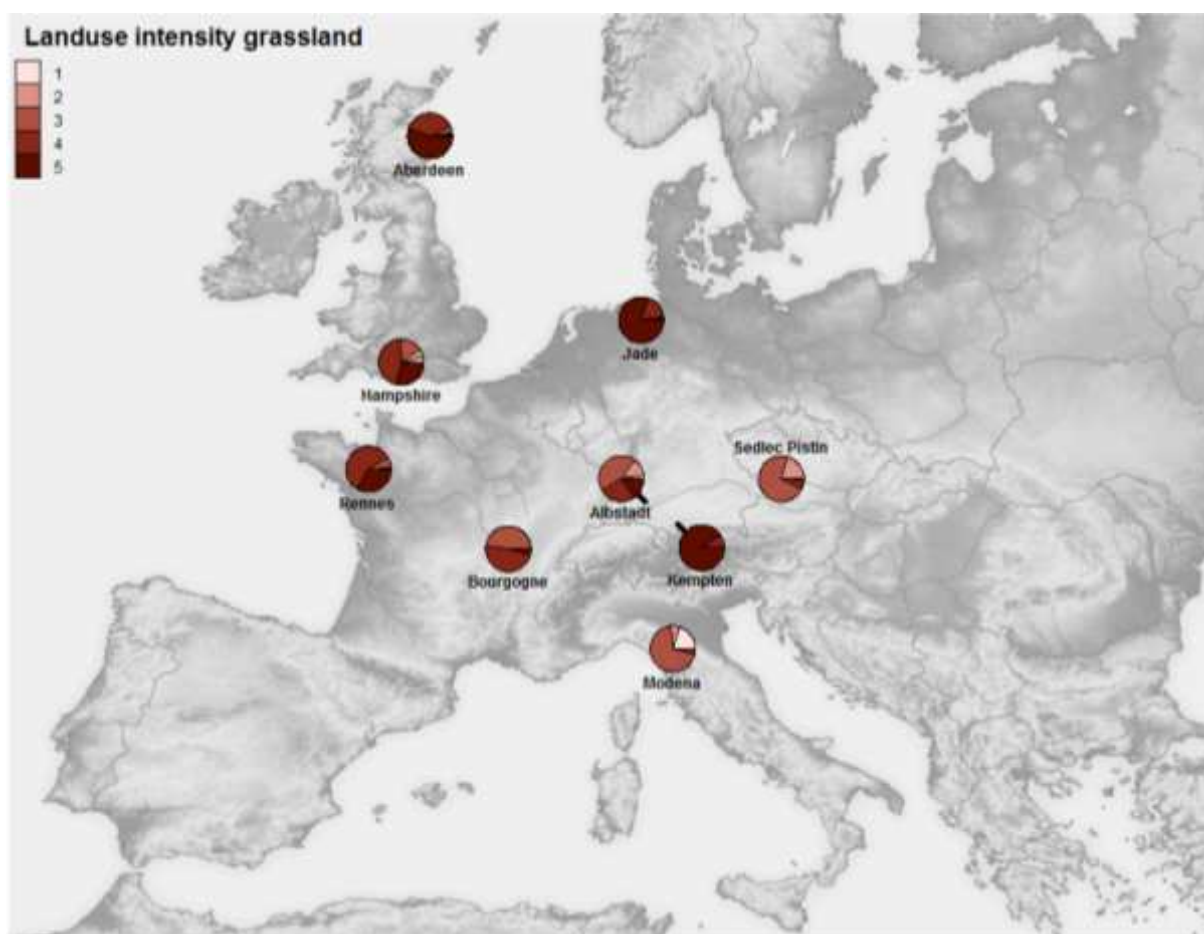 Landuse intensity grassland
1
2
3
4
5
Aberdeen
Jade
Hampshire
Sedlec Pistin
Rennes
Albstadt
Bourgogne
Kempten
Modena